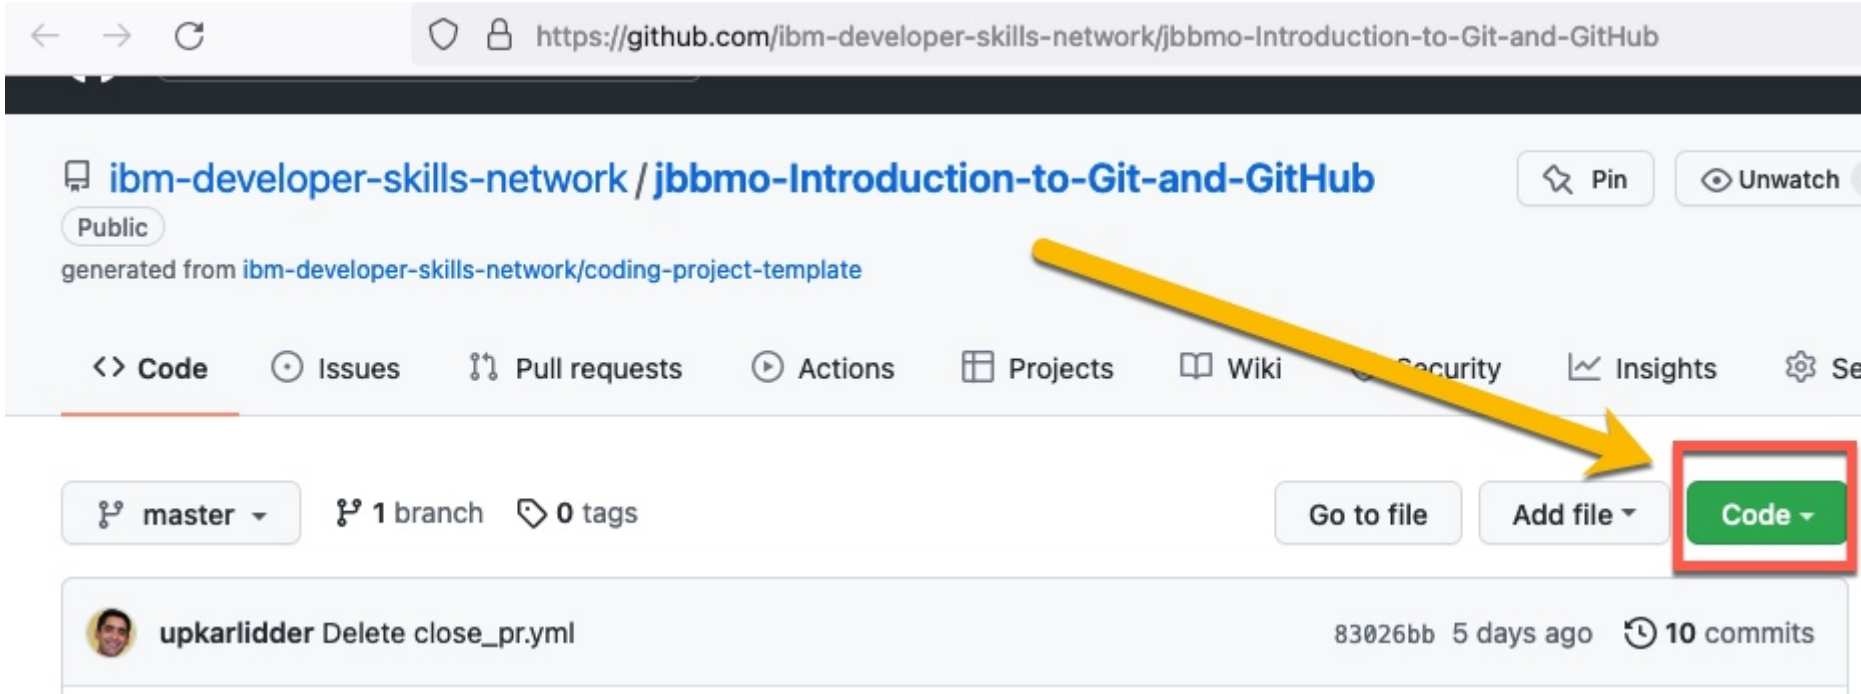 https://github.com/ibm-developer-skills-network/jbbmo-Introduction-to-Git-and-GitHub
ibm-developer-skills-network / jbbmo-Introduction-to-Git-and-GitHub Pin Unwatch
Public
generated from ibm-developer-skills-network/coding-project-template
<> Code Issues Pull requests Actions Projects Wiki Security Insights Se
master 1 branch 0 tags Go to file Add file Code
upkarlidder Delete close_pr.yml 83026bb 5 days ago 10 commits